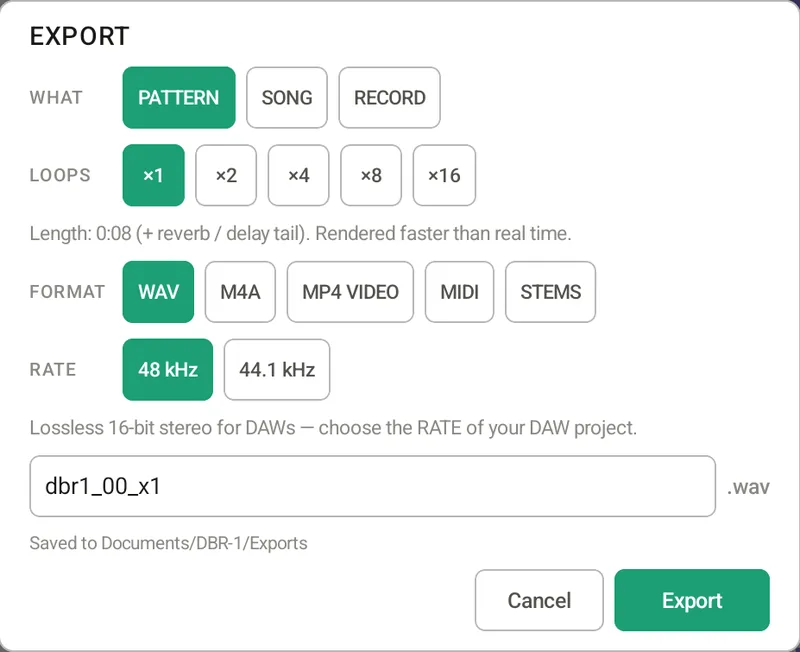 EXPORT
WHAT PATTERN SONG RECORD
LOOPS ×1 ×2 ×4 ×8 ×16
Length: 0:08 (+ reverb / delay tail). Rendered faster than real time.
FORMAT WAV M4A MP4 VIDEO MIDI STEMS
RATE 48 kHz 44.1 kHz
Lossless 16-bit stereo for DAWs — choose the RATE of your DAW project.
dbr1_00_x1 .wav
Saved to Documents/DBR-1/Exports
Cancel Export